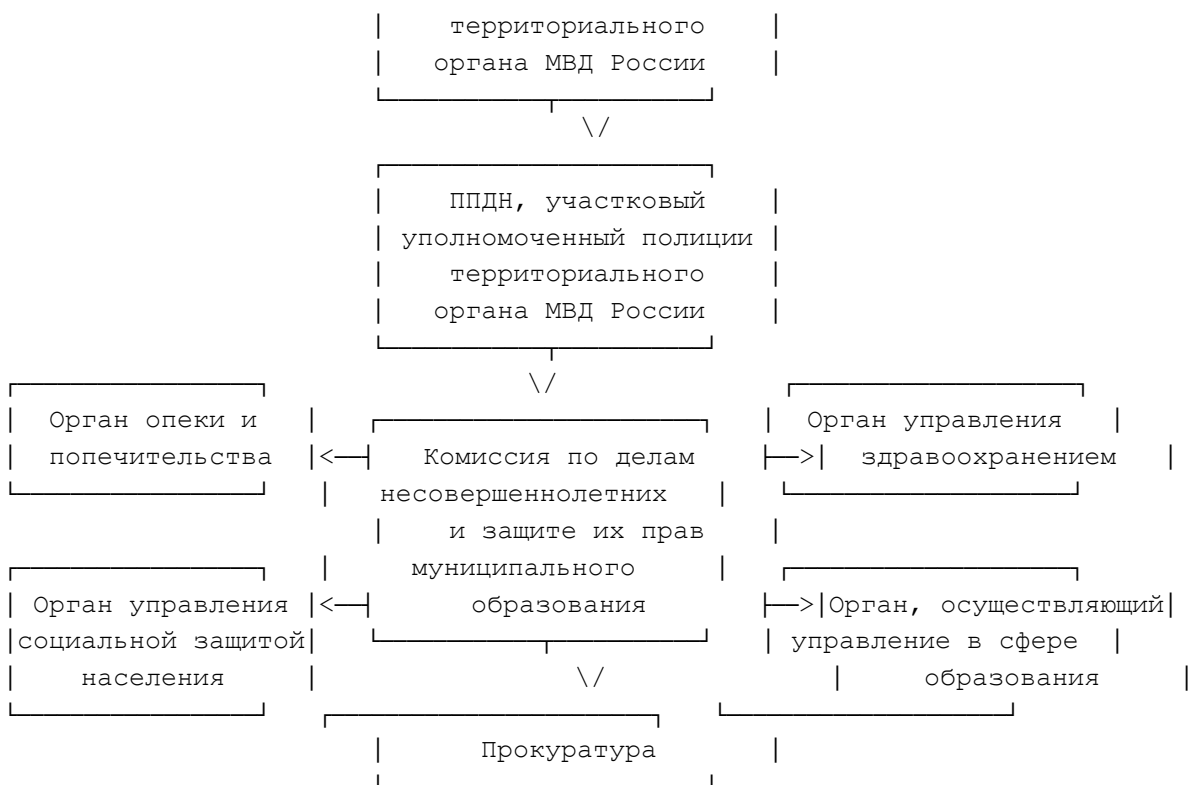 территориального
органа МВД России
ППДН, участковый
уполномоченный полиции
территориального
органа МВД России
Орган опеки и
попечительства
Комиссия по делам
несовершеннолетних
и защите их прав
муниципального
образования
Орган управления
здравоохранением
Орган управления
социальной защитой
населения
Орган, осуществляющий
управление в сфере
образования
Прокуратура